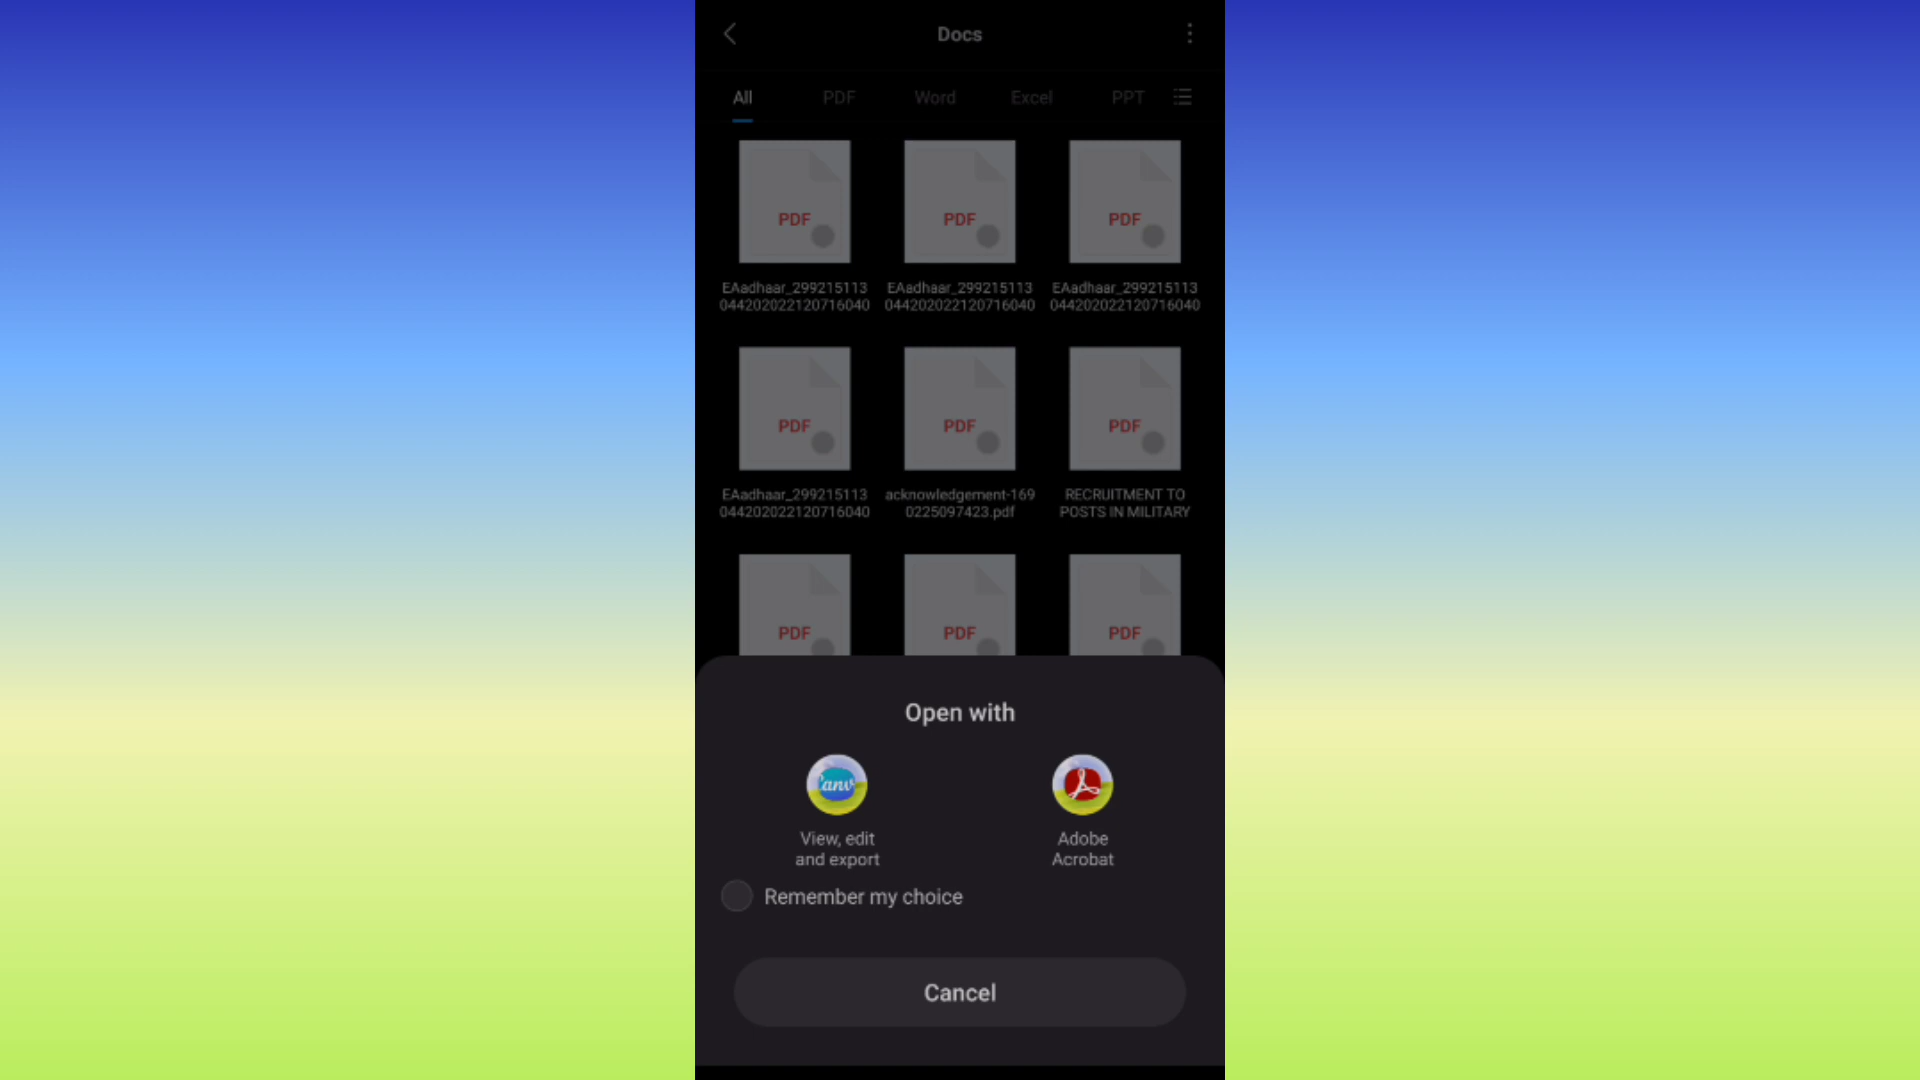 Docs
All PDF Word Excel PPT
PDF PDF PDF
EAadhaar_299215113 EAadhaar_299215113 EAadhaar_299215113
044202022120716040 044202022120716040 044202022120716040
PDF PDF PDF
EAadhaar_299215113 acknowledgement-169 RECRUITMENT TO
044202022120716040 0225097423.pdf POSTS IN MILITARY
PDF PDF PDF
Open with
Canv
View, edit Adobe
and export Acrobat
Remember my choice
Cancel